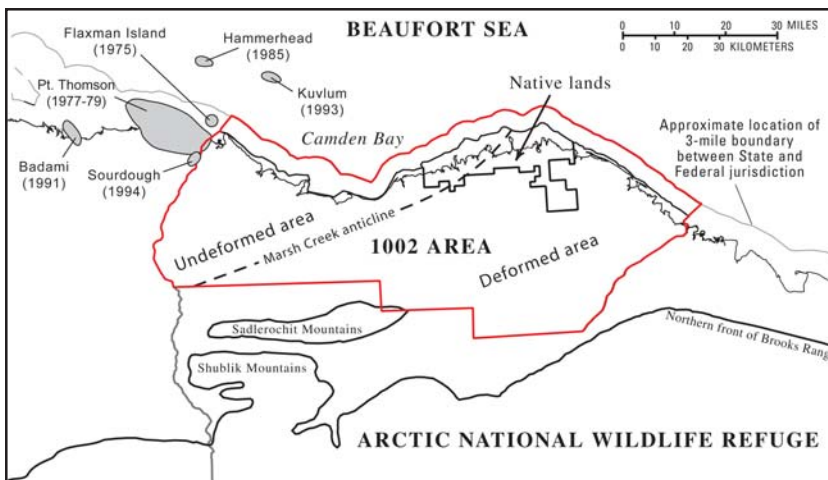 BEAUFORT SEA
0 10 20 30 MILES
0 10 20 30 KILOMETERS
Flaxman Island
(1975)
Hammerhead
(1985)
Pt. Thomson
(1977-79)
Kuvlum
(1993)
Native lands
Camden Bay
Approximate location of
3-mile boundary
between State and
Federal jurisdiction
Badami
(1991)
Sourdough
(1994)
Undeformed area
Marsh Creek anticline
1002 AREA
Deformed area
Sadlerochit Mountains
Northern front of Brooks Rang
Shublik Mountains
ARCTIC NATIONAL WILDLIFE REFUGE